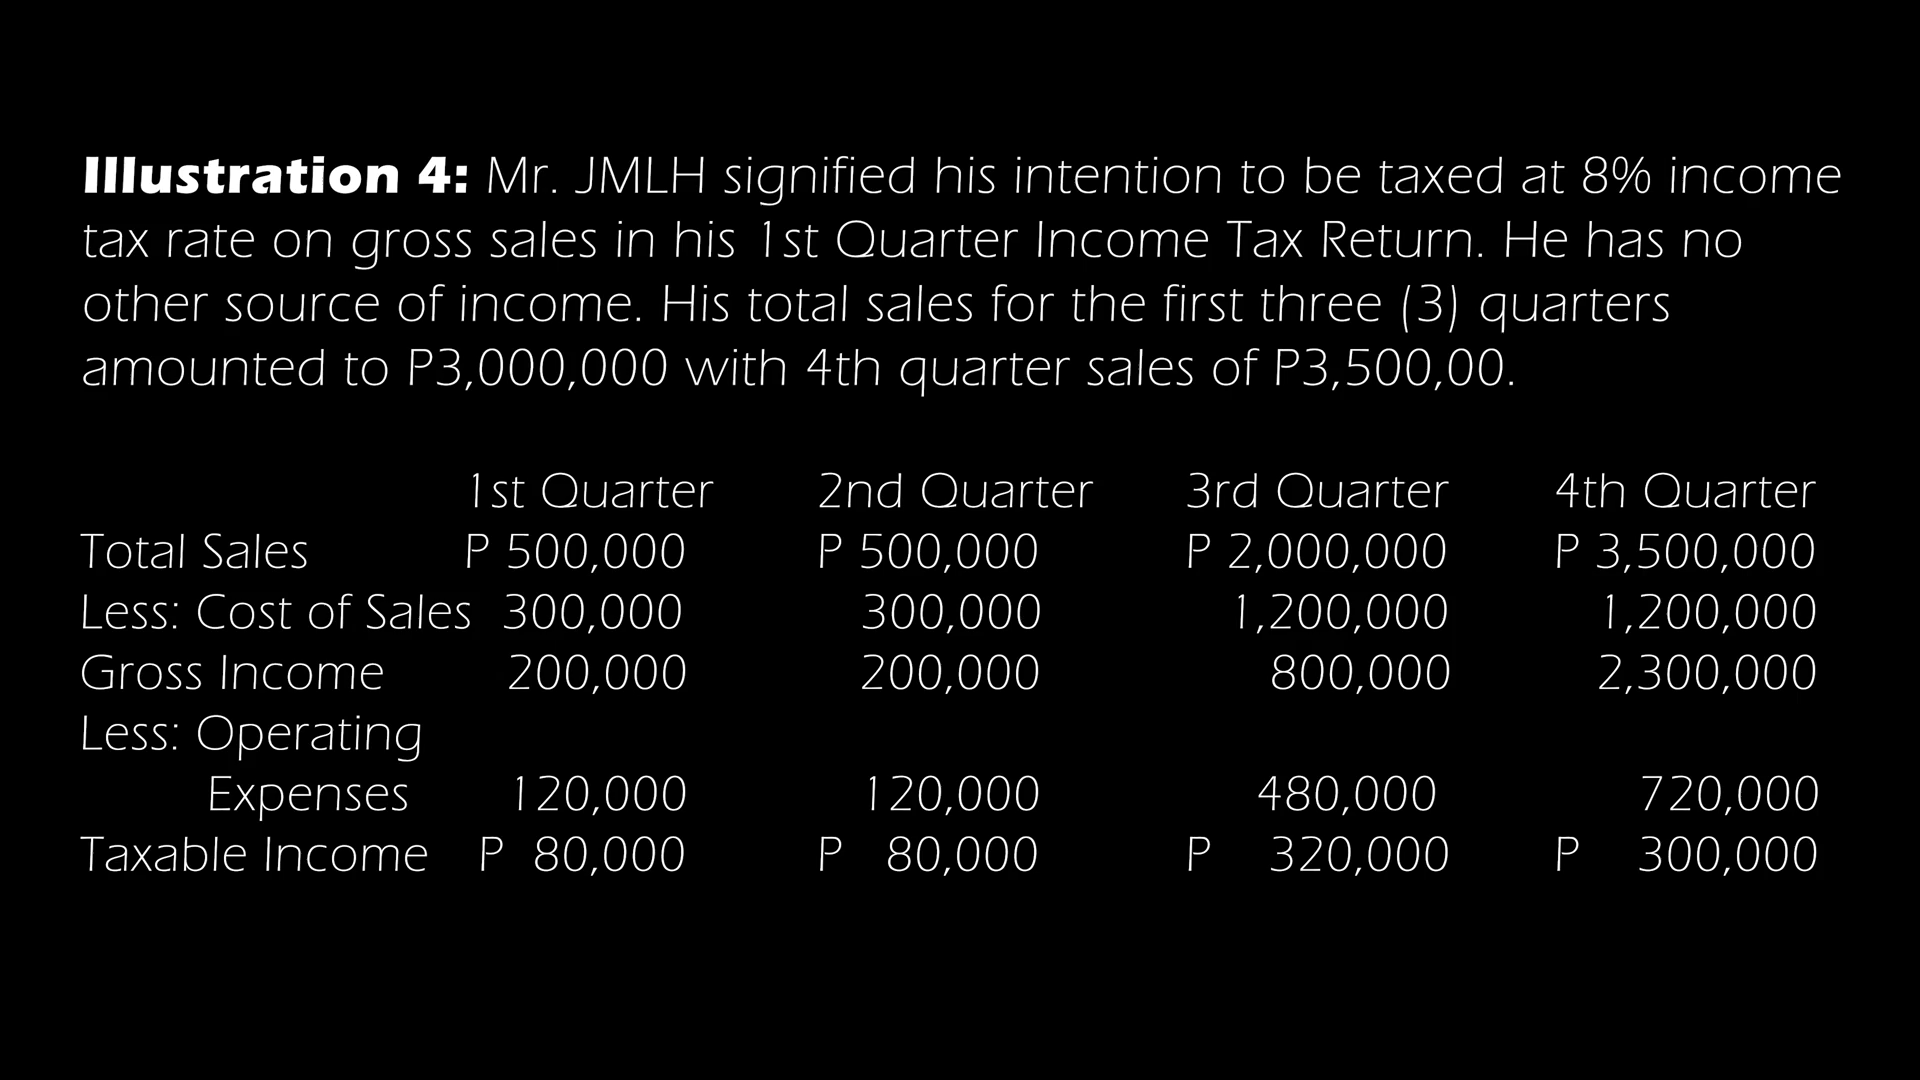 Illustration 4: Mr. JMLH signified his intention to be taxed at 8% income
tax rate on gross sales in his 1st Quarter Income Tax Return. He has no
other source of income. His total sales for the first three (3) quarters
amounted to P3,000,000 with 4th quarter sales of P3,500,00.
1st Quarter 2nd Quarter 3rd Quarter 4th Quarter
Total Sales P 500,000 P 500,000 P 2,000,000 P 3,500,000
Less: Cost of Sales 300,000 300,000 1,200,000 1,200,000
Gross Income 200,000 200,000 800,000 2,300,000
Less: Operating
Expenses 120,000 120,000 480,000 720,000
Taxable Income P 80,000 P 80,000 P 320,000 P 300,000